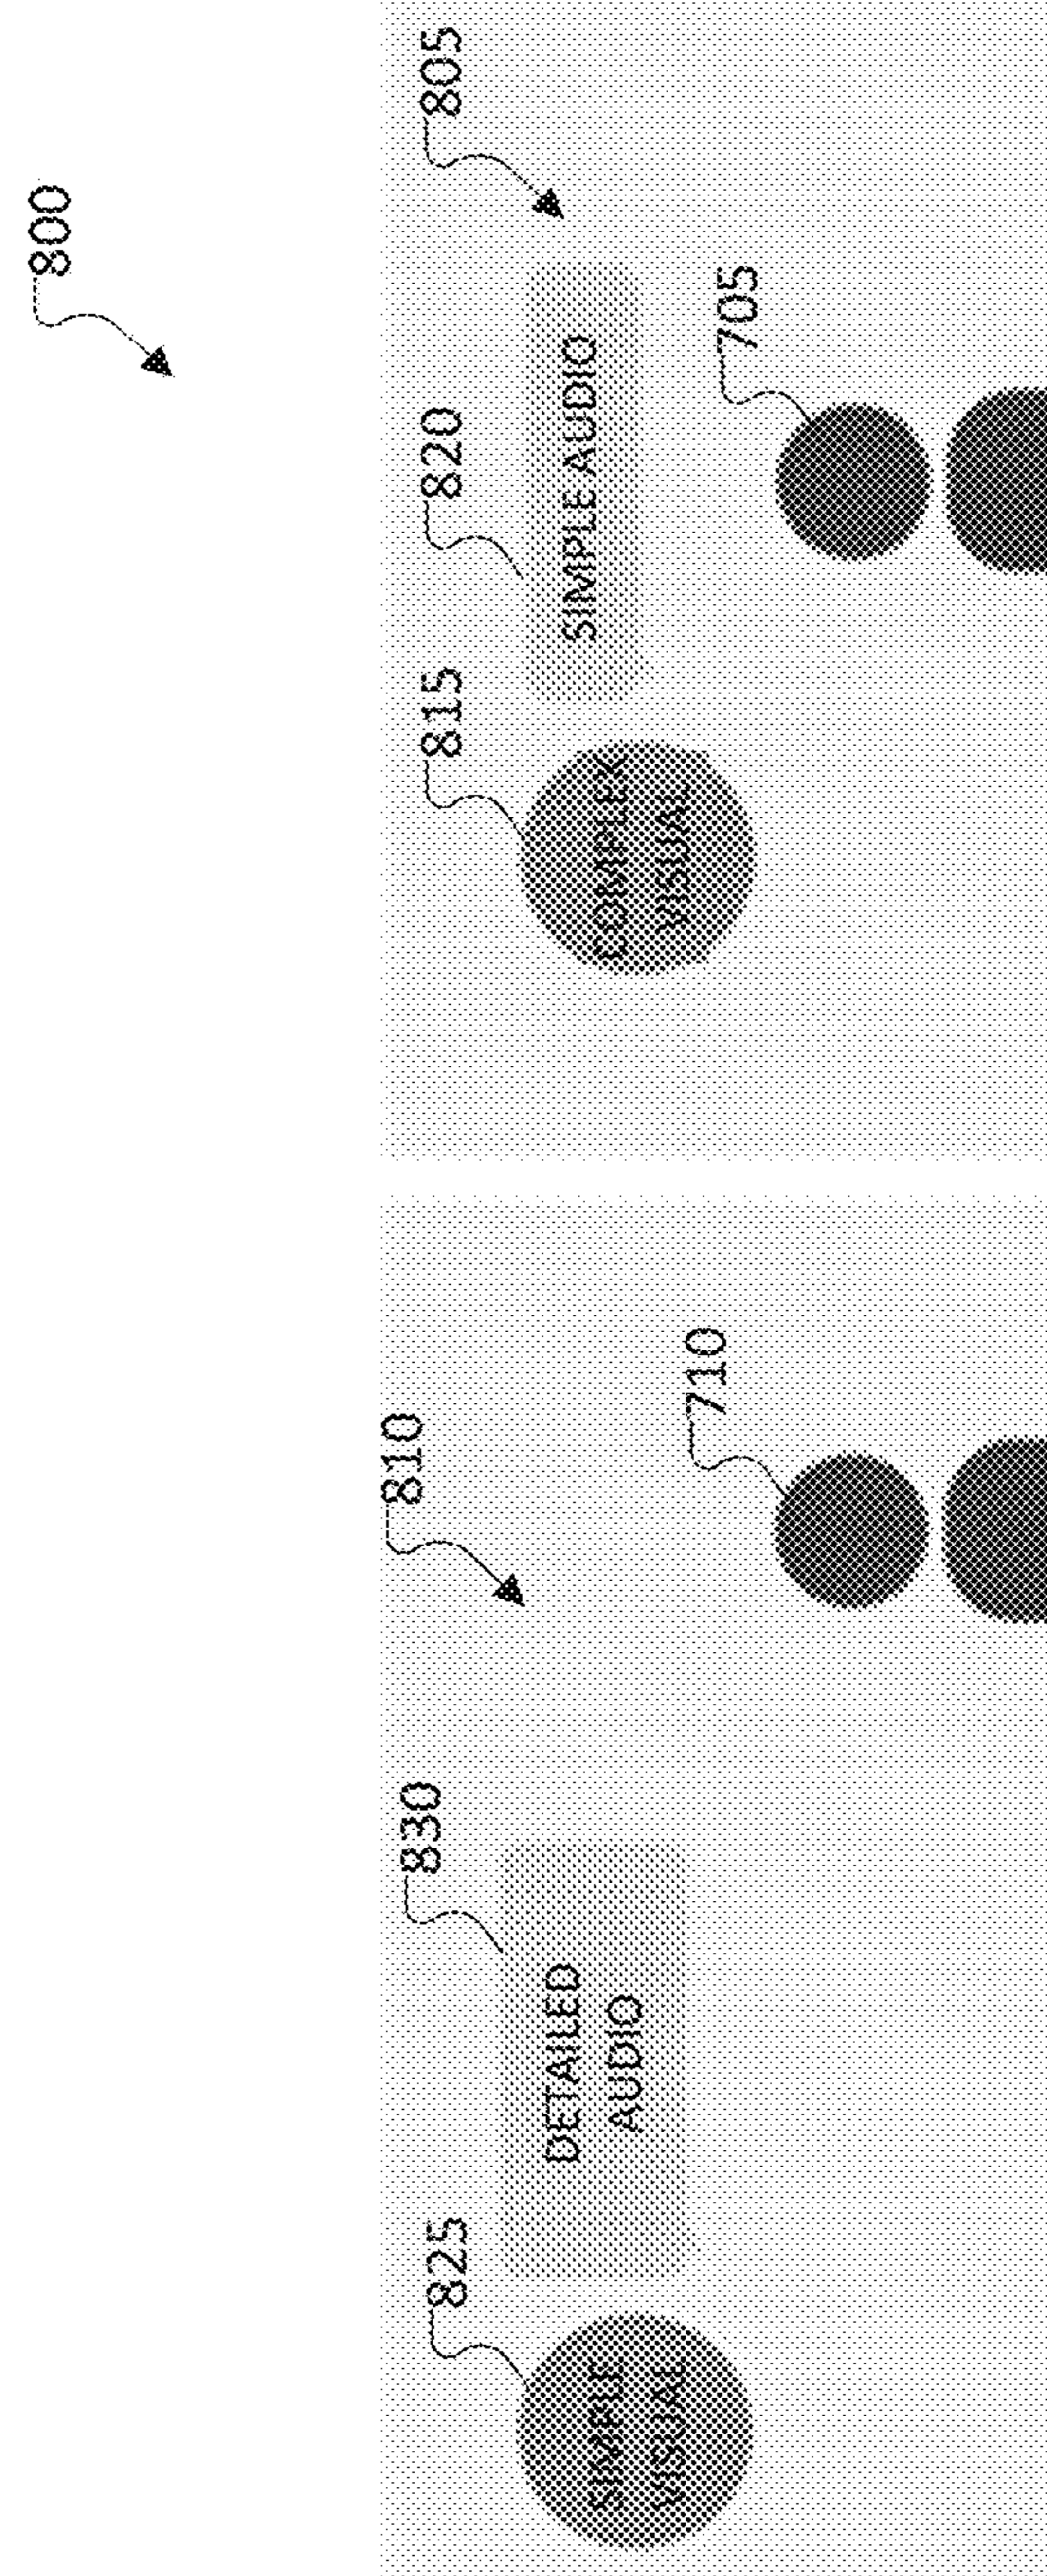 800
810
830
825
DETAILED
AUDIO
SIMPLE
VISUAL
710
815
820
805
SIMPLE AUDIO
COMPLEX
VISUAL
705